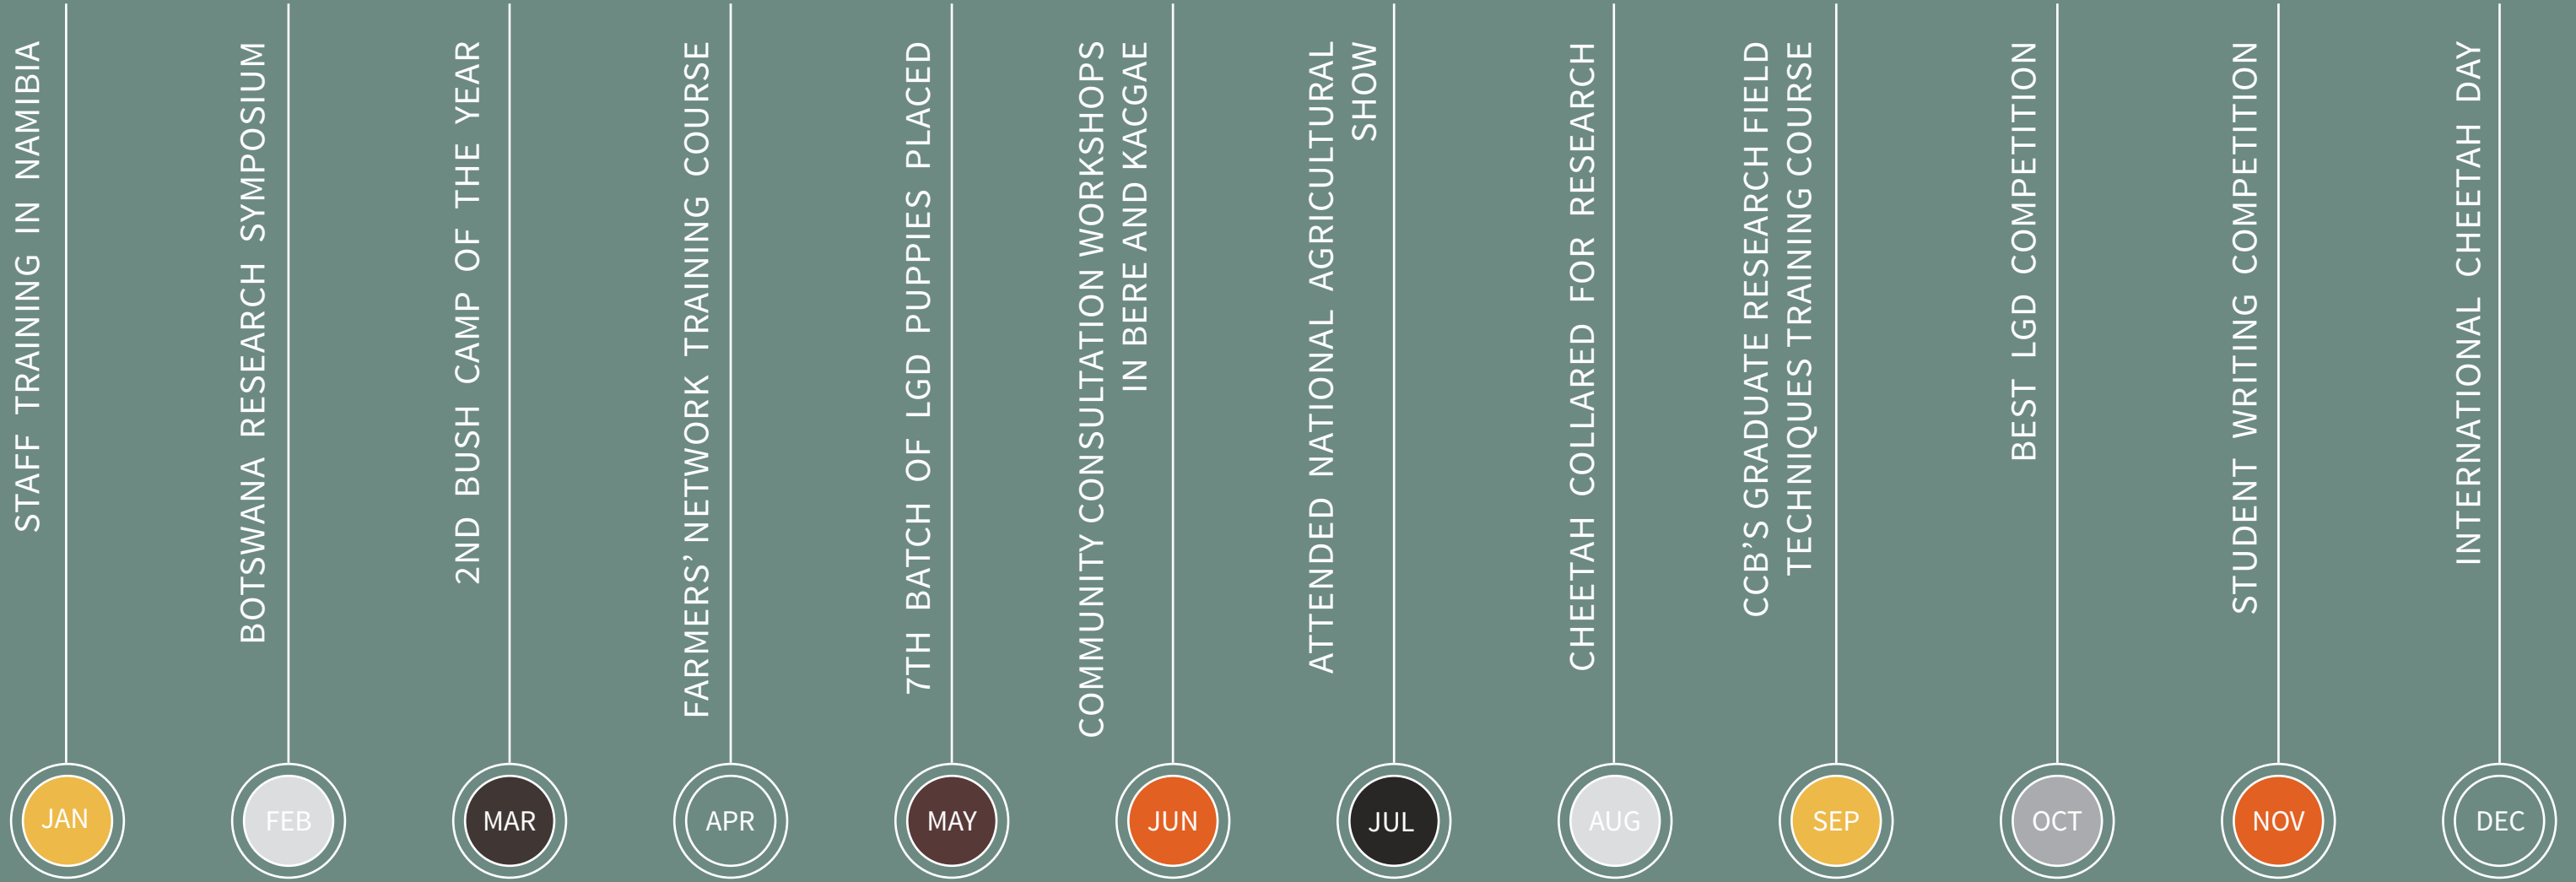 STAFF TRAINING IN NAMIBIA
JAN
BOTSWANA RESEARCH SYMPOSIUM
FEB
2ND BUSH CAMP OF THE YEAR
MAR
FARMERS’ NETWORK TRAINING COURSE
APR
7TH BATCH OF LGD PUPPIES PLACED
MAY
COMMUNITY CONSULTATION WORKSHOPS
IN BERE AND KACGAE
JUN
ATTENDED NATIONAL AGRICULTURAL
SHOW
JUL
CHEETAH COLLARED FOR RESEARCH
AUG
CCB’S GRADUATE RESEARCH FIELD
TECHNIQUES TRAINING COURSE
SEP
BEST LGD COMPETITION
OCT
STUDENT WRITING COMPETITION
NOV
INTERNATIONAL CHEETAH DAY
DEC